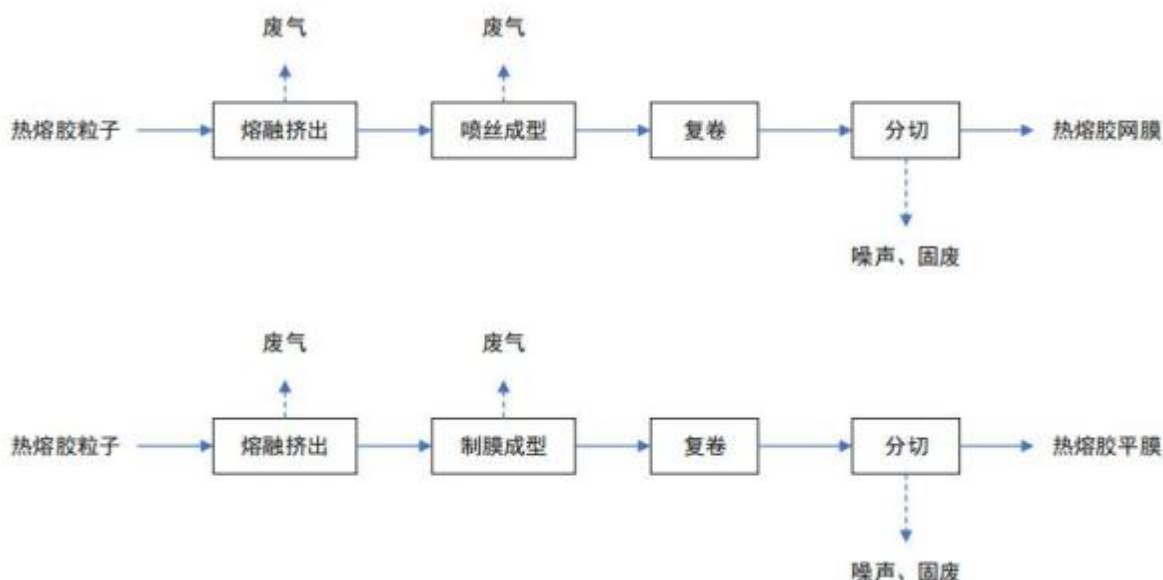 废气 废气
热熔胶粒子 熔融挤出 喷丝成型 复卷 分切 热熔胶网膜
噪声、固废
废气 废气
热熔胶粒子 熔融挤出 制膜成型 复卷 分切 热熔胶平膜
噪声、固废